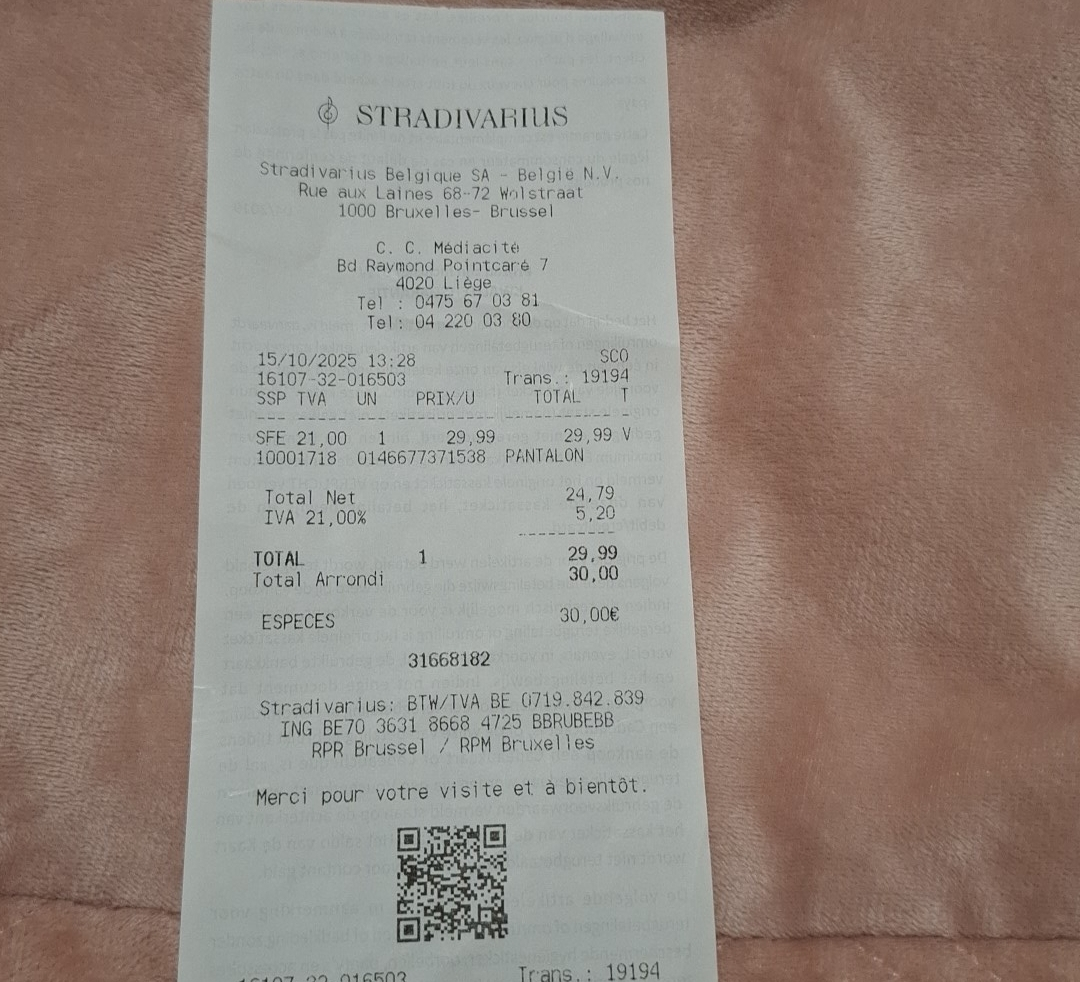 STRADIVARIUS
Stradivarius Belgique SA - België N.V.
Rue aux Laines 68-72 Wolstraat
1000 Bruxelles- Brussel
C. C. Médiacité
Bd Raymond Pointcaré 7
4020 Liège
Tel : 0475 67 03 81
Tel: 04 220 03 80
15/10/2025 13:28 SCO
16107-32-016503 Trans.: 19194
SSP TVA UN PRIX/U TOTAL T
SFE 21,00 1 29,99 29,99 V
10001718 0146677371538 PANTALON
Total Net 24,79
IVA 21,00% 5,20
TOTAL 1 29,99
Total Arrondi 30,00
ESPECES 30,00€
31668182
Stradivarius: BTW/TVA BE 0719.842.839
ING BE70 3631 8668 4725 BBRUBEBB
RPR Brussel / RPM Bruxelles
Merci pour votre visite et à bientôt.
16107-32-016503 Trans.: 19194